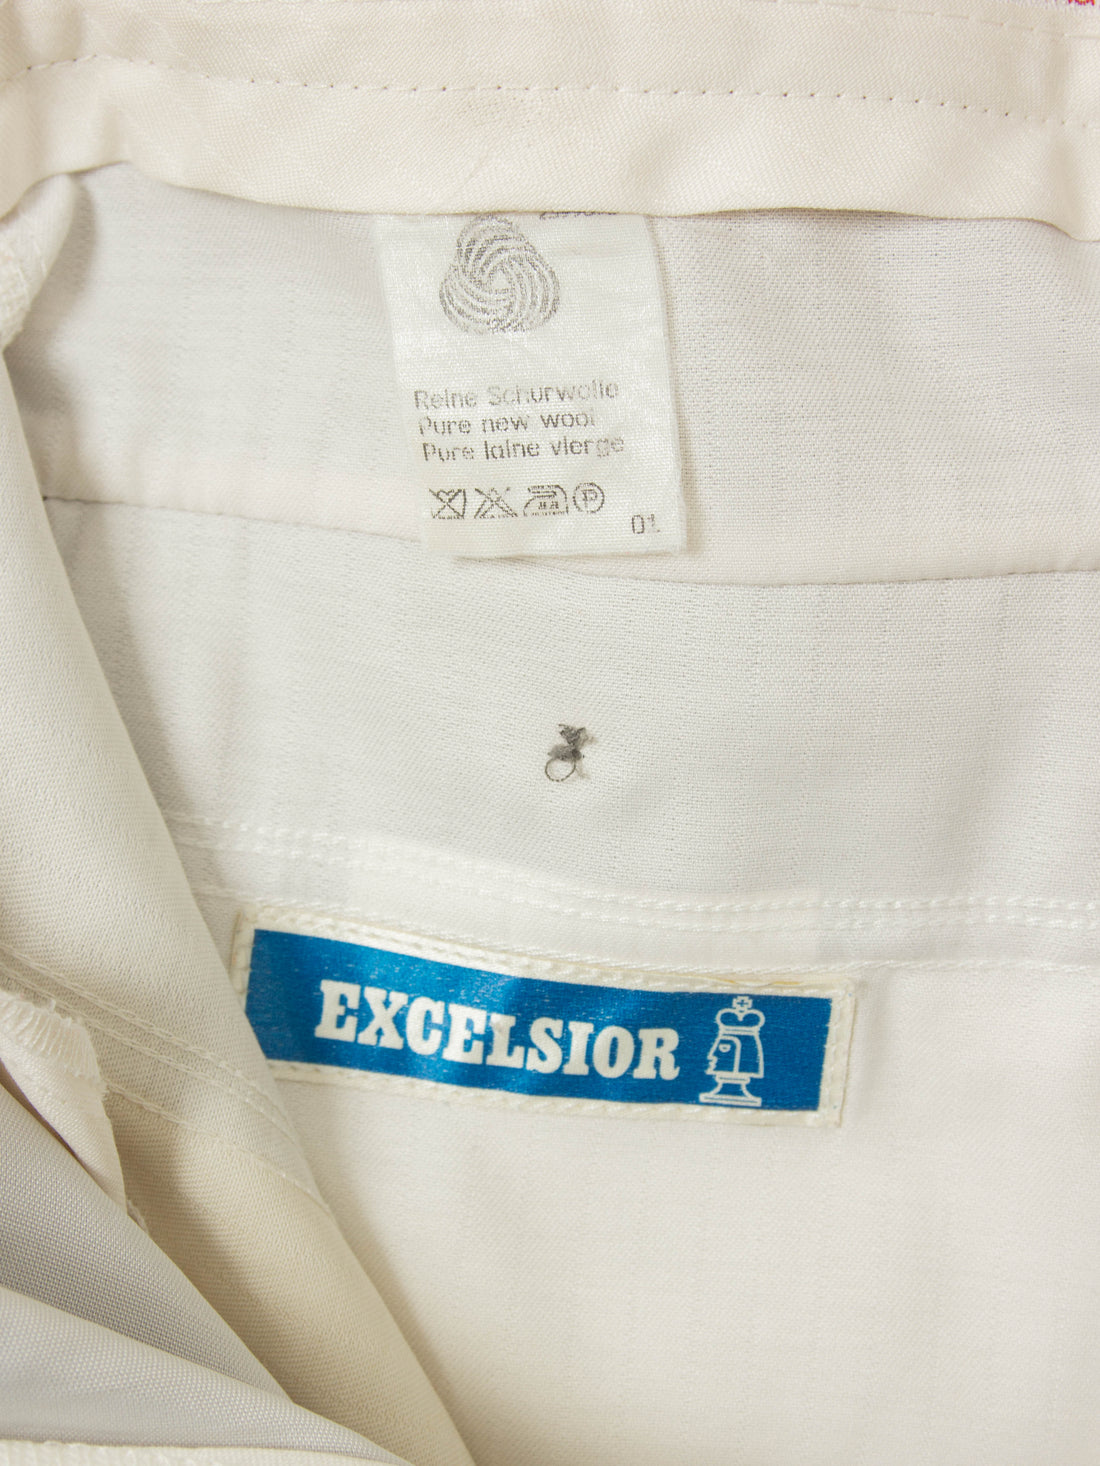 Reine Schurwolle
Pure new wool
Pure laine vierge
P
01
EXCELSIOR